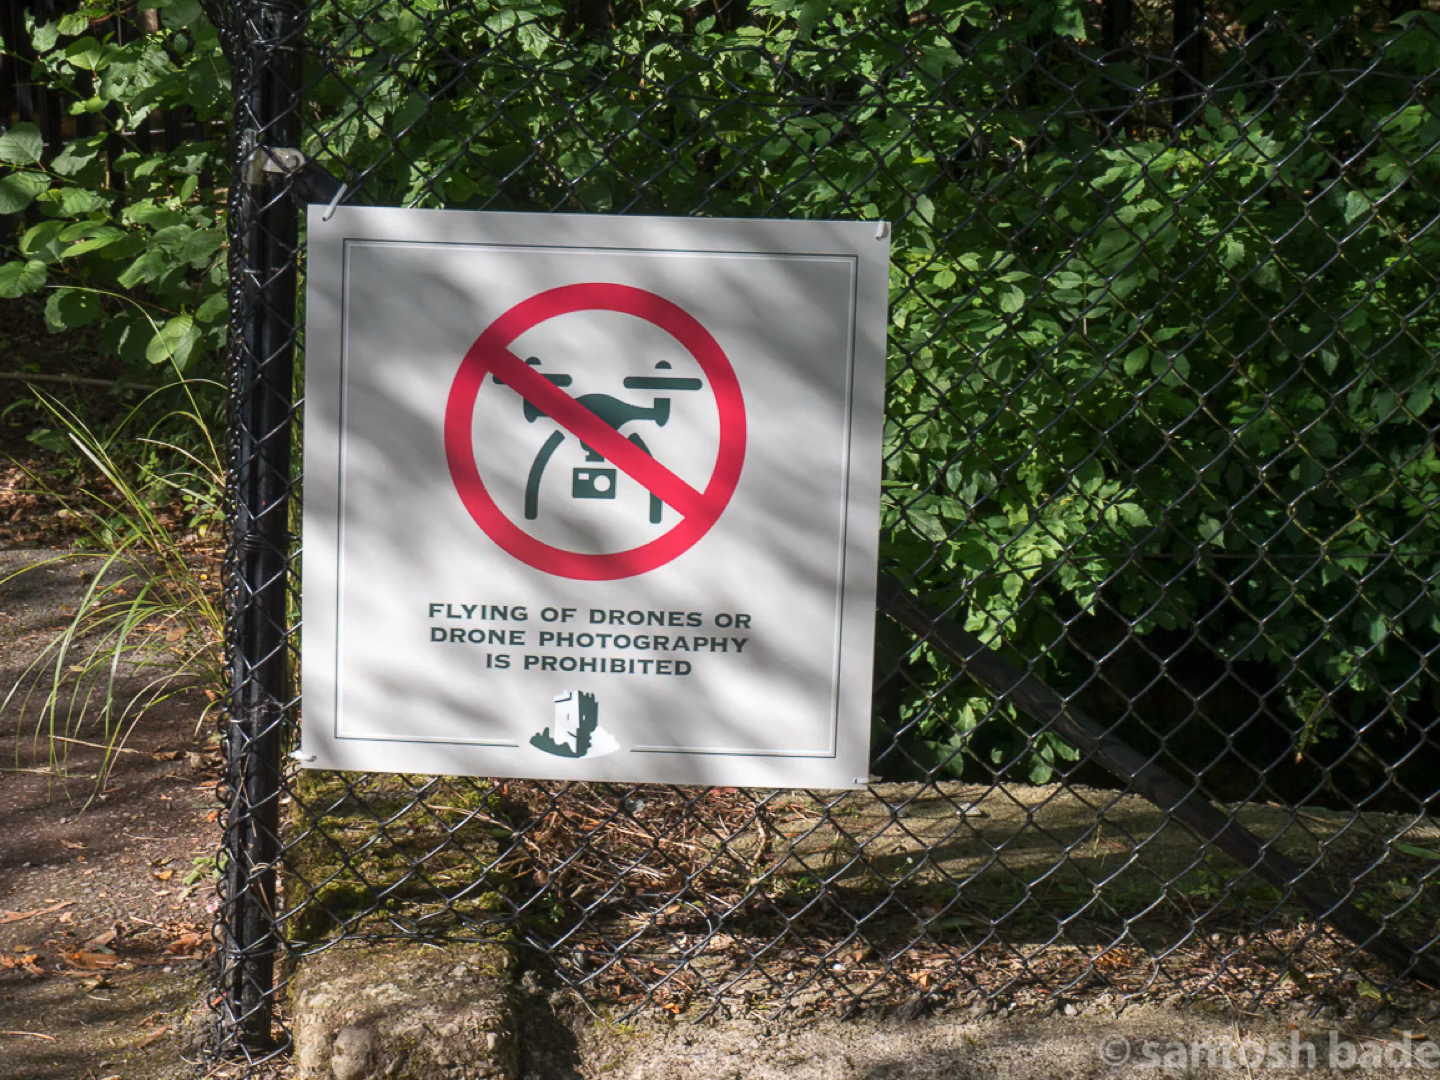 FLYING OF DRONES OR
DRONE PHOTOGRAPHY
IS PROHIBITED
© santosh bade